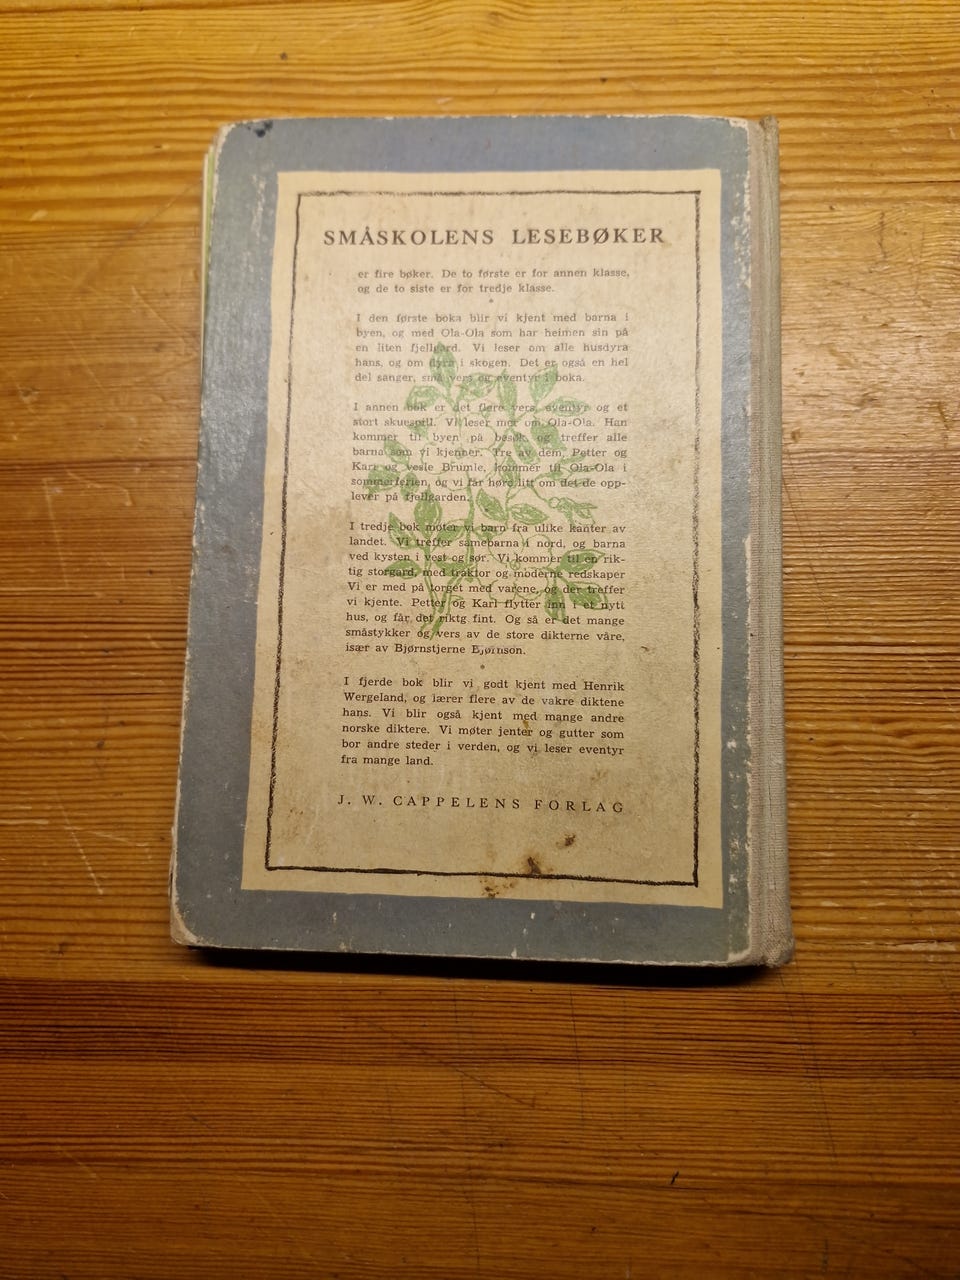 SMÅSKOLENS LESEBØKER
er fire bøker. De to første er for annen klasse,
og de to siste er for tredje klasse.
I den første boka blir vi kjent med barna i
byen, og med Ola-Ola som har heimen sin på
en liten fjellgard. Vi leser om alle husdyra
hans, og om dyra i skogen. Det er også en hel
del sanger, små vers og eventyr i boka.
I annen bok er det flere vers, eventyr og et
stort skuespill. Vi leser mer om Ola-Ola. Han
kommer til byen på besøk, og treffer alle
barna som vi kjenner. Tre av dem, Petter og
Kari og vesle Brumle, kommer til Ola-Ola i
sommerferien, og vi får høre litt om det de opp-
lever på fjellgarden.
I tredje bok møter vi barn fra ulike kanter av
landet. Vi treffer samebarna i nord, og barna
ved kysten i vest og sør. Vi kommer til en rik-
tig storgard, med traktor og moderne redskaper
Vi er med på torget med varene, og der treffer
vi kjente. Petter og Kari flytter inn i et nytt
hus, og får det riktg fint. Og så er det mange
småstykker og vers av de store dikterne våre,
især av Bjørnstjerne Bjørnson.
I fjerde bok blir vi godt kjent med Henrik
Wergeland, og lærer flere av de vakre diktene
hans. Vi blir også kjent med mange andre
norske diktere. Vi møter jenter og gutter som
bor andre steder i verden, og vi leser eventyr
fra mange land.
J. W. CAPPELENS FORLAG